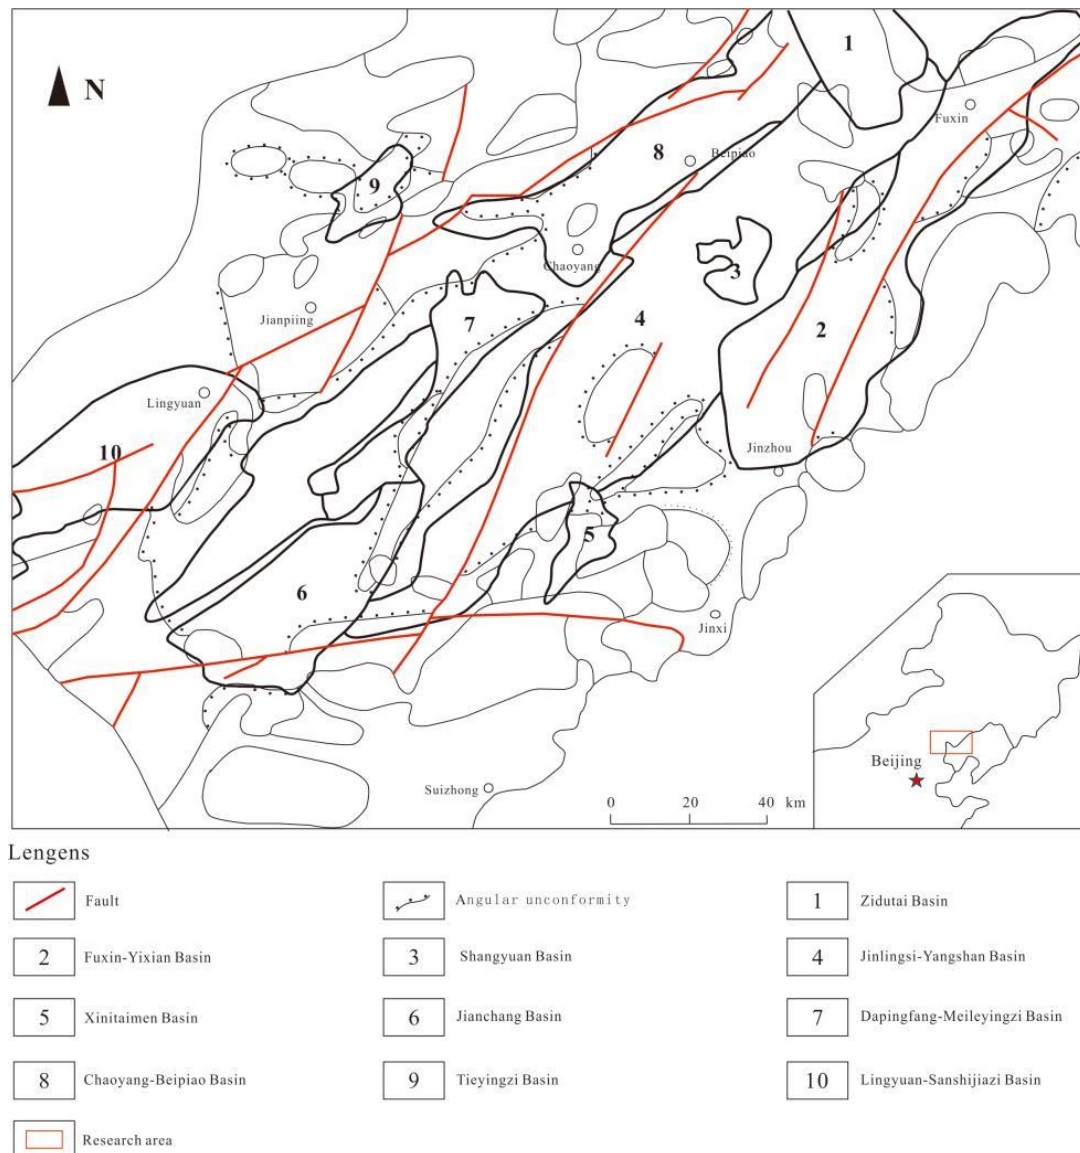 N
1
Fuxin
8
Beipiao
9
Chaoyang
3
Jianpiing
7
4
2
Lingyuan
10
Jinzhou
5
6
Jinxi
Beijing
Suizhong
0 20 40 km
Lengens
Fault
Angular unconformity
1 Zidutai Basin
2 Fuxin-Yixian Basin
3 Shangyuan Basin
4 Jinlingsi-Yangshan Basin
5 Xinitaimen Basin
6 Jianchang Basin
7 Dapingfang-Meileyingzi Basin
8 Chaoyang-Beipiao Basin
9 Tieyingzi Basin
10 Lingyuan-Sanshijiazi Basin
Research area